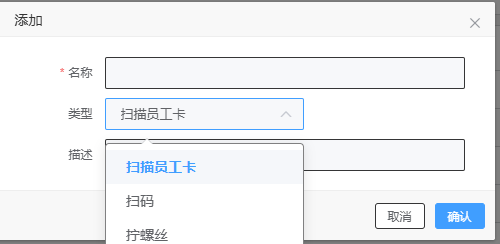 添加
* 名称
类型 扫描员工卡
描述
扫描员工卡
扫码
拧螺丝
取消 确认